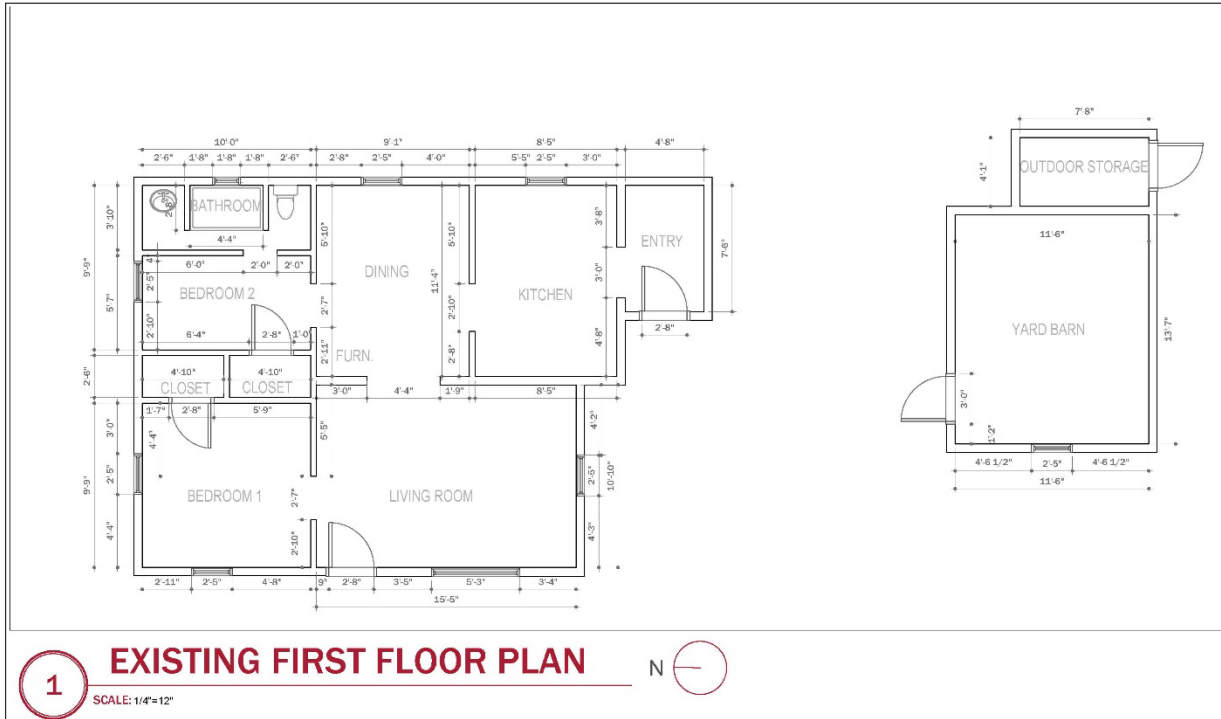 7'-8"
10'-0"
9'-1"
8'-5"
4'-8"
2'-6" 1'-8" 1'-8" 1'-8" 2'-6" 2'-8" 2'-5" 4'-0" 5'-5" 2'-5" 3'-0"
4'-1"
OUTDOOR STORAGE
3'-10"
2'-8"
BATHROOM
4'-4"
5'-10"
5'-10"
3'-8"
ENTRY
7'-6"
11'-6"
9'-9"
4"
6'-0" 2'-0" 2'-0"
2'-5"
5'-7"
BEDROOM 2
DINING
11'-4"
KITCHEN
3'-0"
2'-10"
6'-4" 2'-8" 1'-0"
2'-7"
2'-10"
2'-8"
YARD BARN
13'-7"
FURN.
2'-11"
2'-8"
4'-8"
2'-6"
4'-10" 4'-10"
CLOSET CLOSET
3'-0" 4'-4" 1'-9" 8'-5"
3'-0"
1'-2"
1'-7" 2'-8" 5'-9"
3'-0"
4'-4"
5'-5"
4'-2"
4'-6 1/2" 2'-5" 4'-6 1/2"
11'-6"
9'-9"
2'-5"
BEDROOM 1
2'-7"
LIVING ROOM
2'-6"
10'-10"
4'-4"
2'-10"
4'-3"
2'-11" 2'-5" 4'-8" 9" 2'-8" 3'-5" 5'-3" 3'-4"
15'-5"
1
EXISTING FIRST FLOOR PLAN
N
SCALE: 1/4"=12"